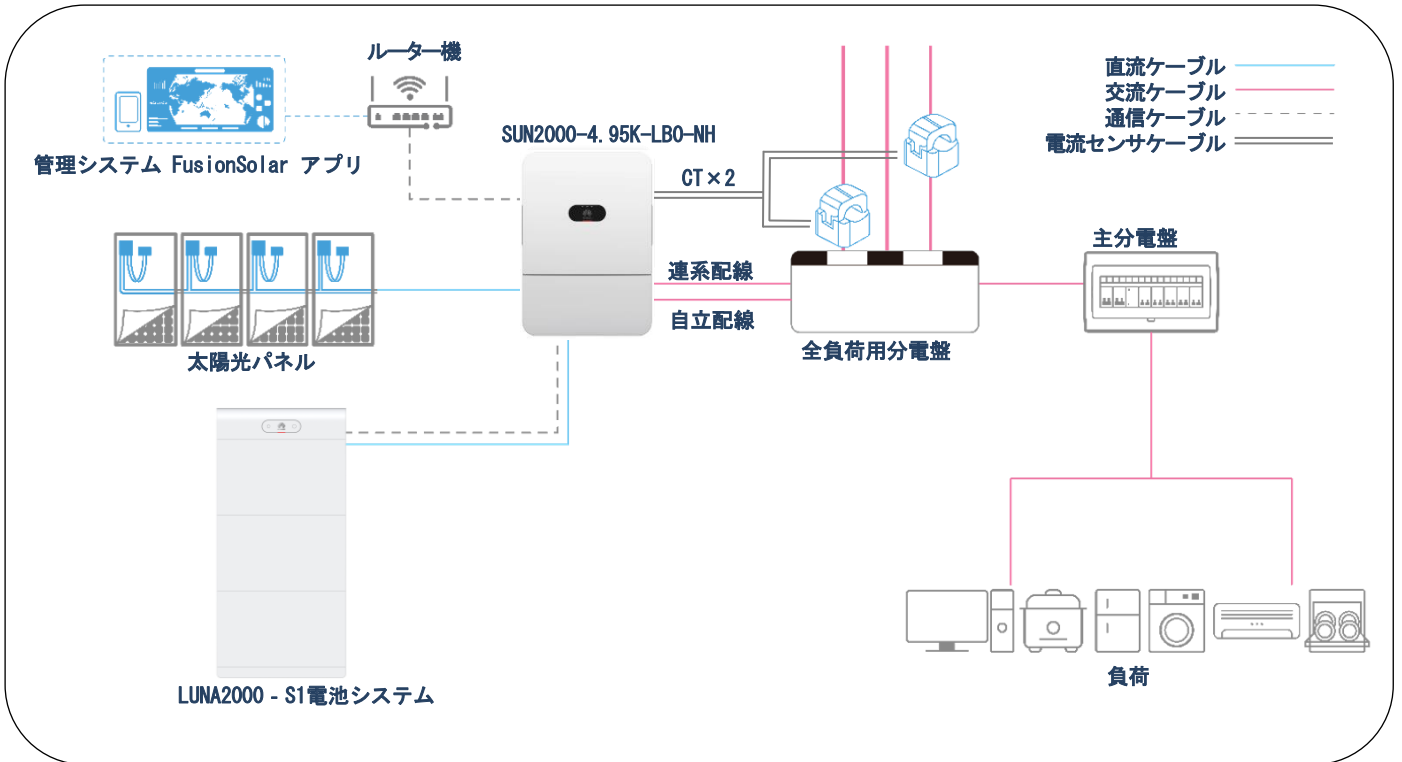 ルーター機
管理システム FusionSolar アプリ
SUN2000-4.95K-LB0-NH
CT×2
直流ケーブル
交流ケーブル
通信ケーブル
電流センサケーブル
連系配線
自立配線
太陽光パネル
全負荷用分電盤
主分電盤
LUNA2000 - S1電池システム
負荷